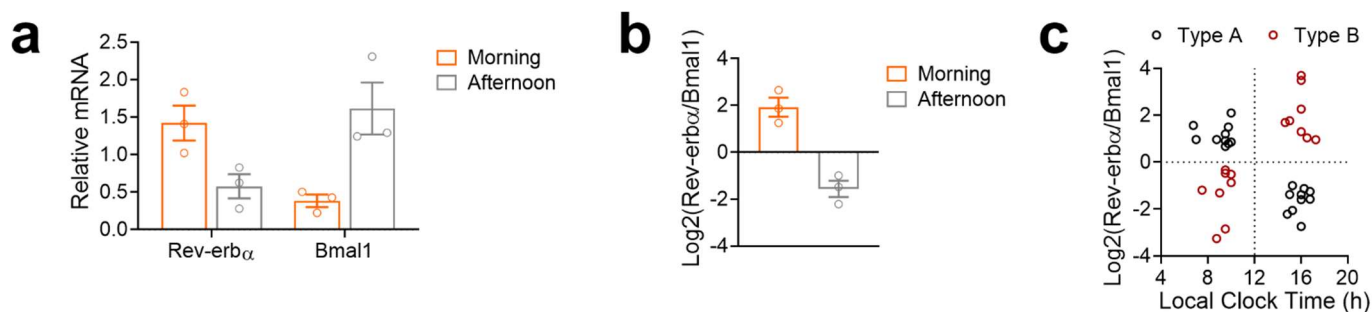 a
Relative mRNA
2.5
2.0
1.5
1.0
0.5
0.0
Rev-erbα
Bmal1
Morning
Afternoon
b
Log2(Rev-erbα/Bmal1)
4
2
0
-2
-4
Morning
Afternoon
c
Type A
Type B
Log2(Rev-erbα/Bmal1)
4
2
0
-2
-4
4 8 12 16 20
Local Clock Time (h)